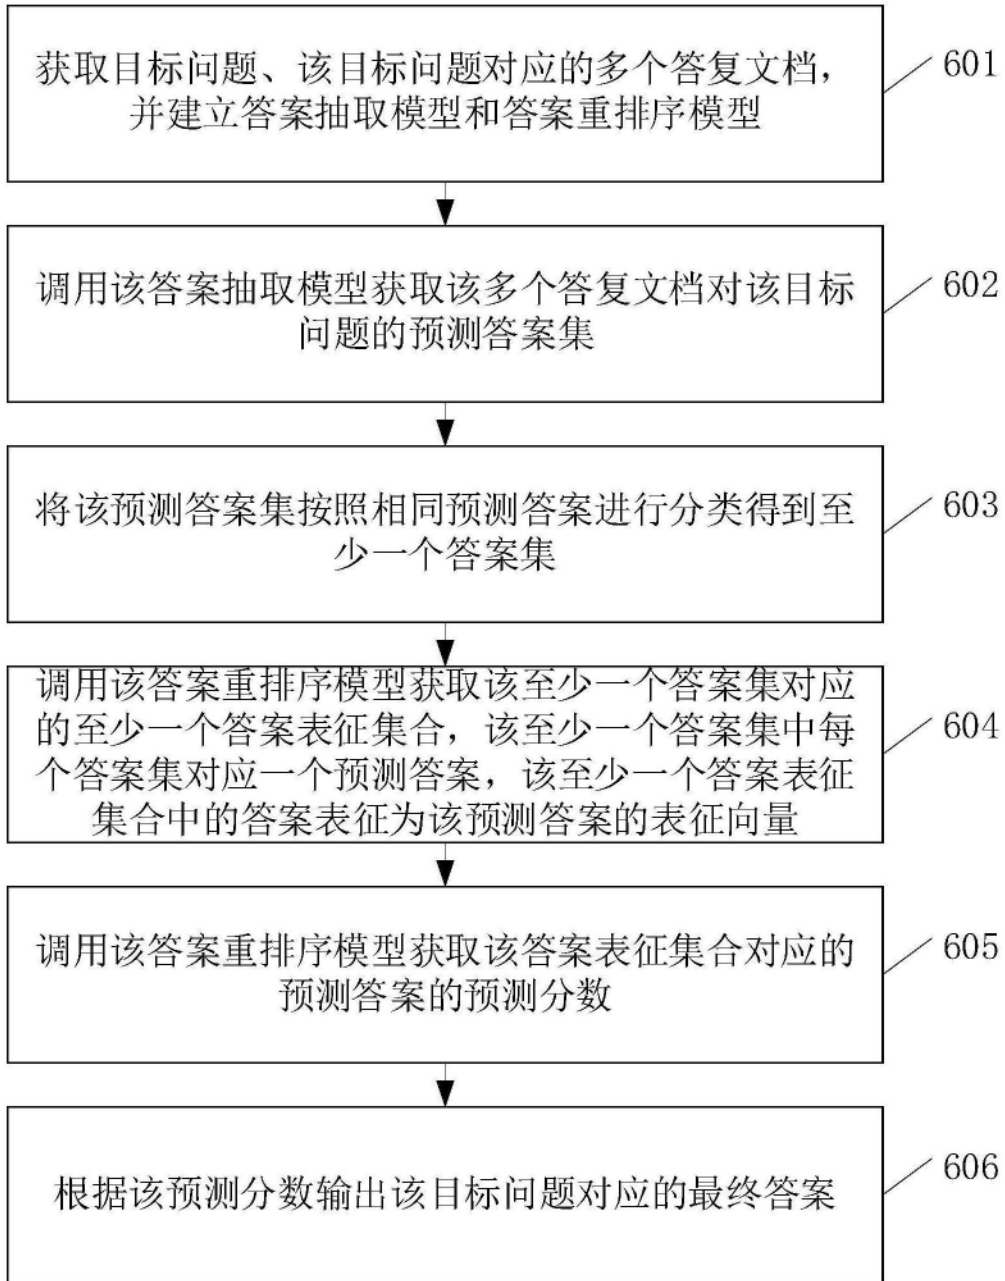 获取目标问题、该目标问题对应的多个答复文档，
并建立答案抽取模型和答案重排序模型
601
调用该答案抽取模型获取该多个答复文档对该目标
问题的预测答案集
602
将该预测答案集按照相同预测答案进行分类得到至
少一个答案集
603
调用该答案重排序模型获取该至少一个答案集对应
的至少一个答案表征集合，该至少一个答案集中每
个答案集对应一个预测答案，该至少一个答案表征
集合中的答案表征为该预测答案的表征向量
604
调用该答案重排序模型获取该答案表征集合对应的
预测答案的预测分数
605
根据该预测分数输出该目标问题对应的最终答案
606